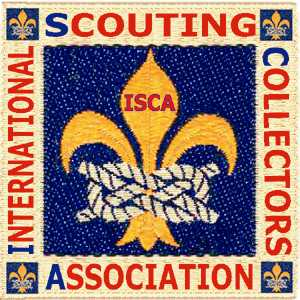 INTERNATIONAL
SCOUTING
COLLECTORS
ASSOCIATION
ISCA